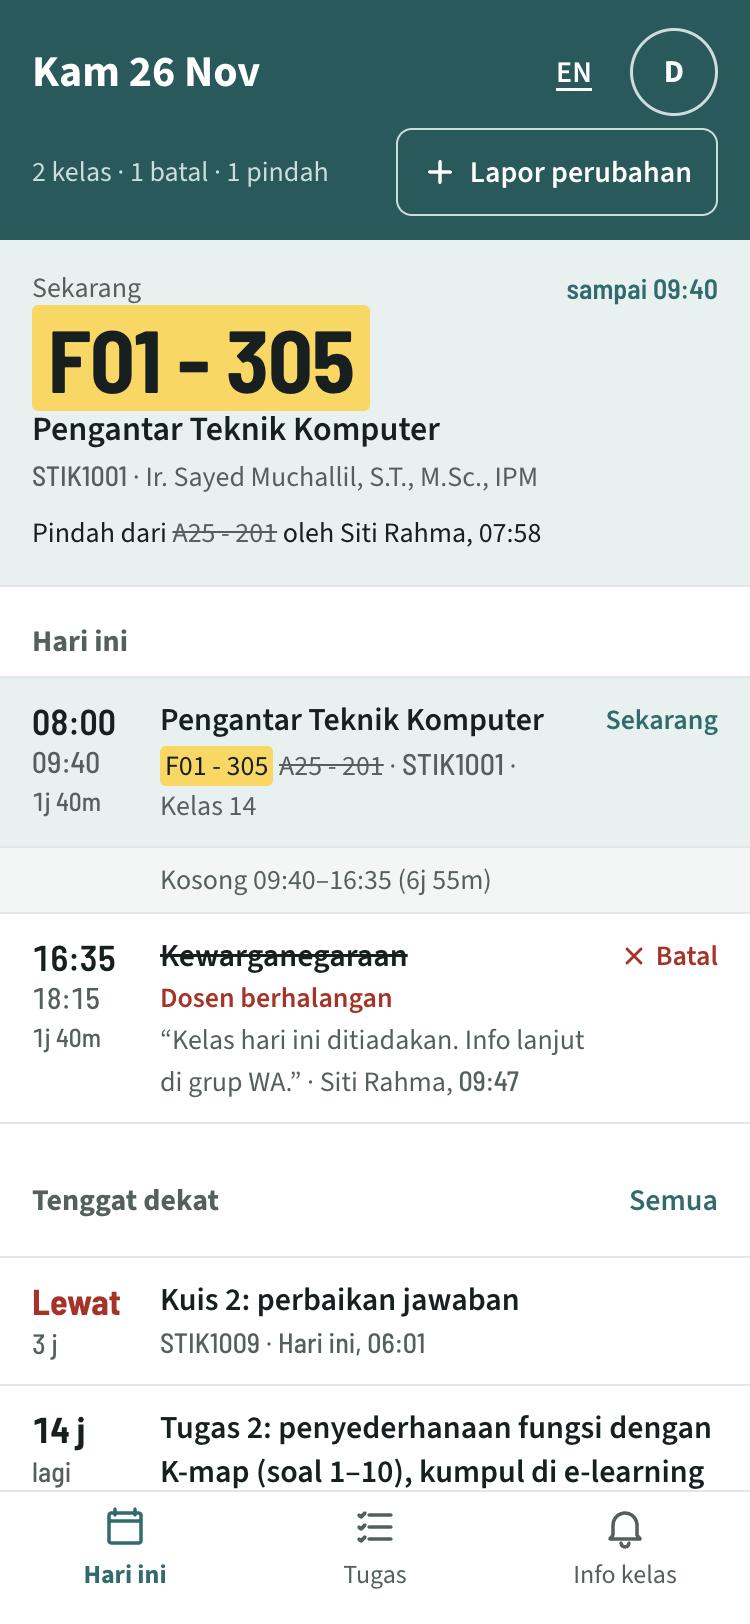 Kam 26 Nov
EN
D
2 kelas · 1 batal · 1 pindah
Lapor perubahan
Sekarang
sampai 09:40
F01 - 305
Pengantar Teknik Komputer
STIK1001 · Ir. Sayed Muchallil, S.T., M.Sc., IPM
Pindah dari A25 - 201 oleh Siti Rahma, 07:58
Hari ini
08:00
09:40
1j 40m
Pengantar Teknik Komputer
Sekarang
F01 - 305 A25 - 201 · STIK1001 ·
Kelas 14
Kosong 09:40–16:35 (6j 55m)
16:35
18:15
1j 40m
Kewarganegaraan
Batal
Dosen berhalangan
“Kelas hari ini ditiadakan. Info lanjut
di grup WA.” · Siti Rahma, 09:47
Tenggat dekat
Semua
Lewat
3 j
Kuis 2: perbaikan jawaban
STIK1009 · Hari ini, 06:01
14 j
lagi
Tugas 2: penyederhanaan fungsi dengan
K-map (soal 1–10), kumpul di e-learning
Hari ini
Tugas
Info kelas